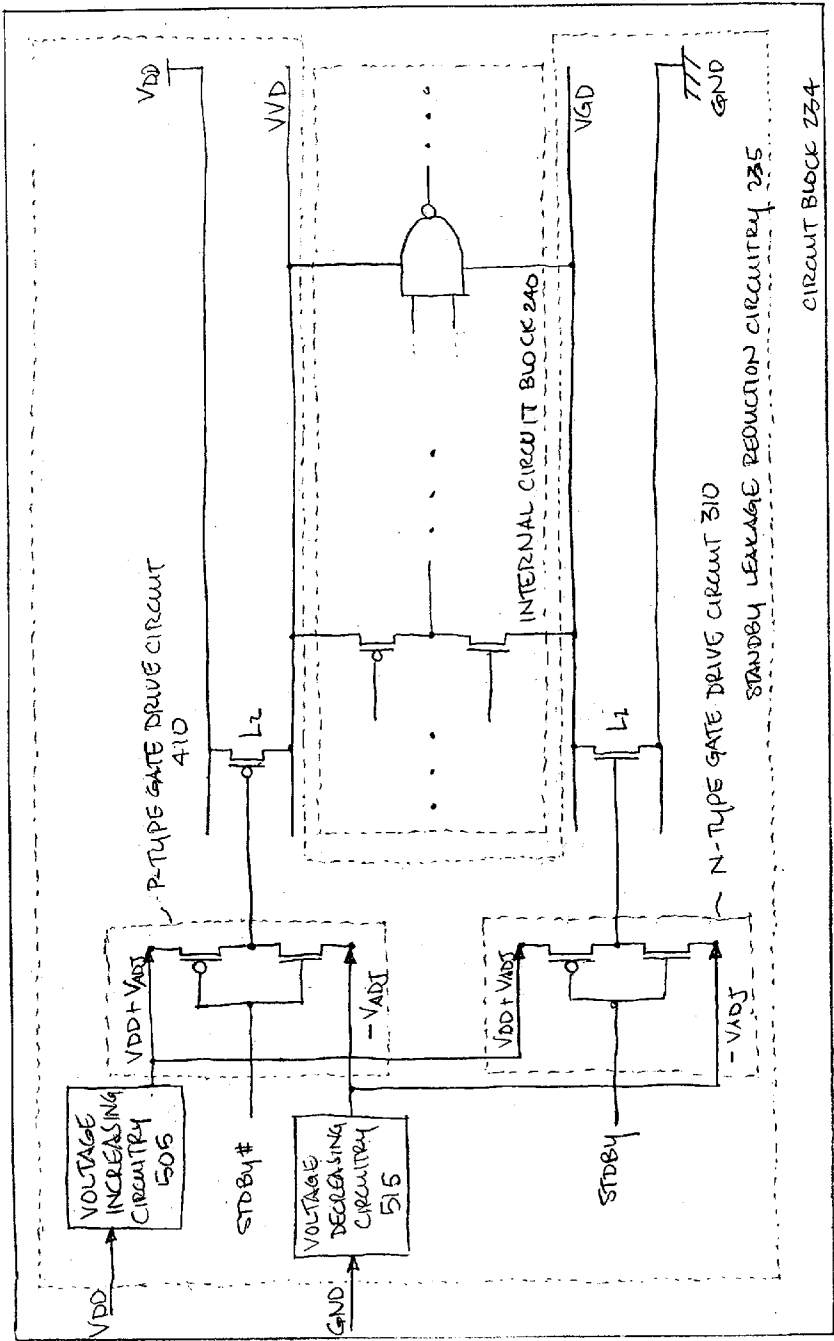 VDD
VOLTAGE
INCREASING
CIRCUITRY
505
P-TYPE GATE DRIVE CIRCUIT
410
VDD+VADJ
STDBY#
-VADJ
L2
VDD
VVD
GND
VOLTAGE
DECREASING
CIRCUITRY
515
INTERNAL CIRCUIT BLOCK 240
VGD
VDD+VADJ
STDBY
-VADJ
L1
GND
N-TYPE GATE DRIVE CIRCUIT 310
STANDBY LEAKAGE REDUCTION CIRCUITRY 235
CIRCUIT BLOCK 234